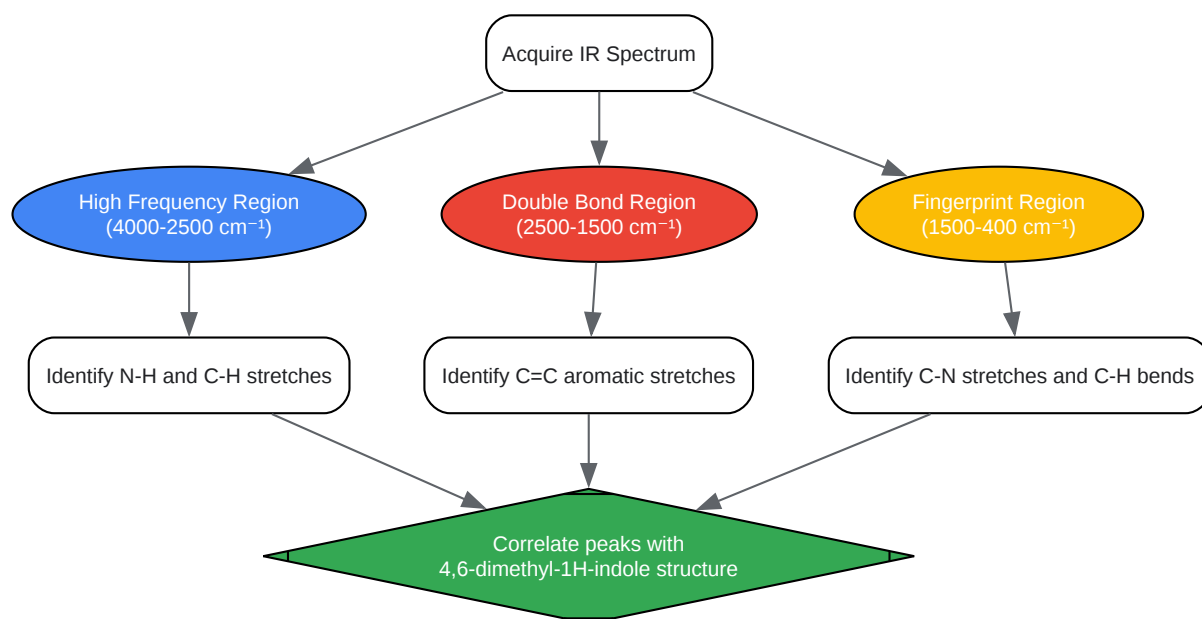 Acquire IR Spectrum
High Frequency Region
(4000-2500 cm⁻¹)
Double Bond Region
(2500-1500 cm⁻¹)
Fingerprint Region
(1500-400 cm⁻¹)
Identify N-H and C-H stretches
Identify C=C aromatic stretches
Identify C-N stretches and C-H bends
Correlate peaks with
4,6-dimethyl-1H-indole structure